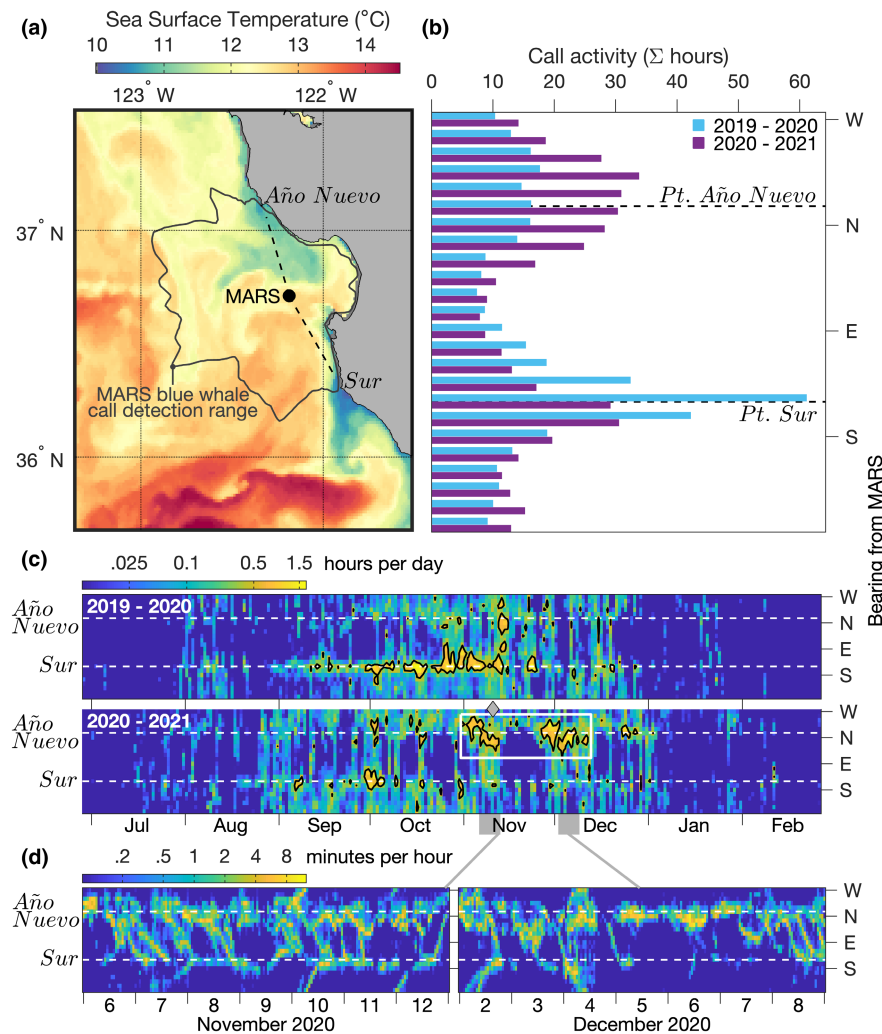 (a)
Sea Surface Temperature (°C)
10 11 12 13 14
123° W 122° W
37° N
36° N
Año Nuevo
MARS
Sur
MARS blue whale
call detection range
(b)
Call activity (Σ hours)
0 10 20 30 40 50 60
2019 - 2020
2020 - 2021
Pt. Año Nuevo
Pt. Sur
W
N
E
S
Bearing from MARS
(c)
.025 0.1 0.5 1.5 hours per day
Año
Nuevo
Sur
2019 - 2020
W
N
E
S
Año
Nuevo
Sur
2020 - 2021
W
N
E
S
Jul Aug Sep Oct Nov Dec Jan Feb
(d)
.2 .5 1 2 4 8 minutes per hour
Año
Nuevo
Sur
W
N
E
S
6 7 8 9 10 11 12 2 3 4 5 6 7 8
November 2020 December 2020